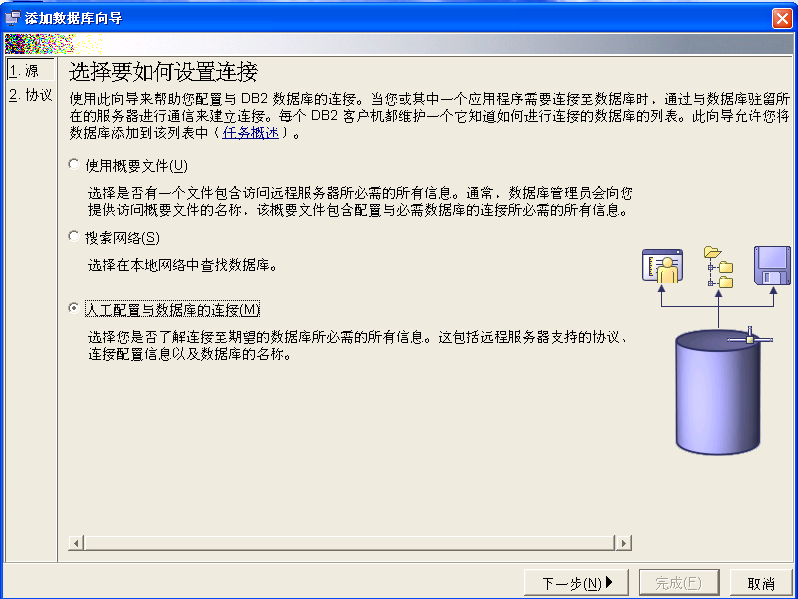 添加数据库向导
1. 源
2. 协议
选择要如何设置连接
使用此向导来帮助您配置与 DB2 数据库的连接。当您或其中一个应用程序需要连接至数据库时，通过与数据库驻留所
在的服务器进行通信来建立连接。每个 DB2 客户机都维护一个它知道如何进行连接的数据库的列表。此向导允许您将
数据库添加到该列表中（任务概述）。
使用概要文件(U)
选择是否有一个文件包含访问远程服务器所必需的所有信息。通常，数据库管理员会向您
提供访问概要文件的名称，该概要文件包含配置与必需数据库的连接所必需的所有信息。
搜索网络(S)
选择在本地网络中查找数据库。
人工配置与数据库的连接(M)
选择您是否了解连接至期望的数据库所必需的所有信息。这包括远程服务器支持的协议、
连接配置信息以及数据库的名称。
下一步(N)
完成(F)
取消